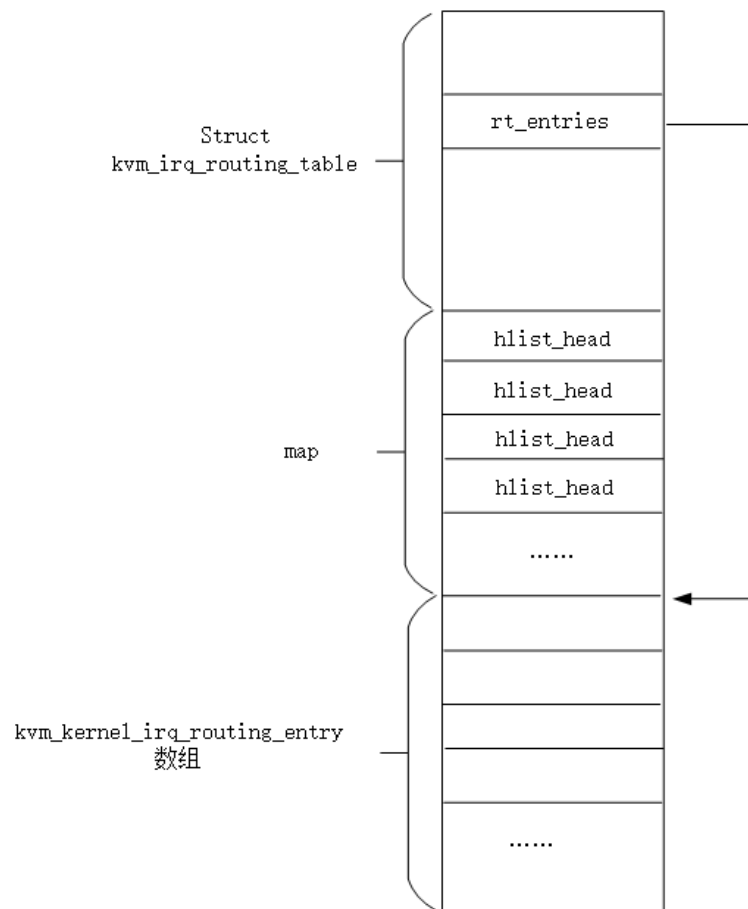 rt_entries
Struct
kvm_irq_routing_table
hlist_head
hlist_head
hlist_head
map
hlist_head
......
kvm_kernel_irq_routing_entry
数组
......